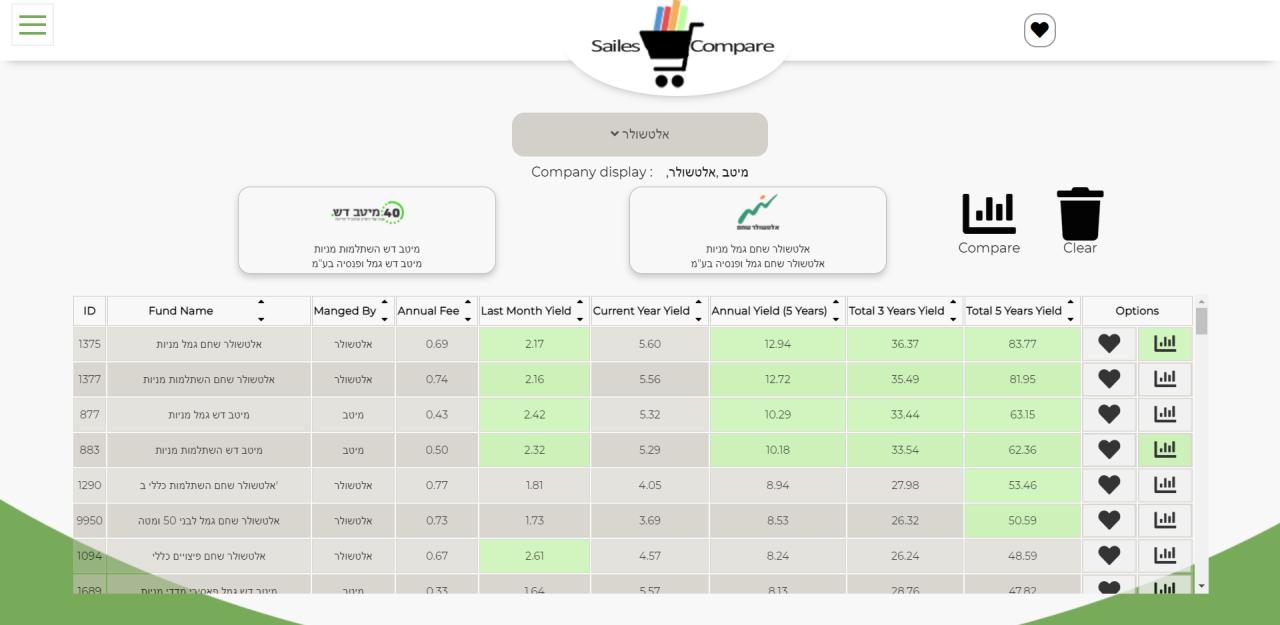 Sailes Compare
אלטשולר
Company display : מיטב ,אלטשולר,
40 מיטב דש.
מיטב דש השתלמות מניות
מיטב דש גמל ופנסיה בע"מ
אלטשולר שחם
אלטשולר שחם גמל מניות
אלטשולר שחם גמל ופנסיה בע"מ
Compare
Clear
ID Fund Name Manged By Annual Fee Last Month Yield Current Year Yield Annual Yield (5 Years) Total 3 Years Yield Total 5 Years Yield Options
1375 אלטשולר שחם גמל מניות אלטשולר 0.69 2.17 5.60 12.94 36.37 83.77
1377 אלטשולר שחם השתלמות מניות אלטשולר 0.74 2.16 5.56 12.72 35.49 81.95
877 מיטב דש גמל מניות מיטב 0.43 2.42 5.32 10.29 33.44 63.15
883 מיטב דש השתלמות מניות מיטב 0.50 2.32 5.29 10.18 33.54 62.36
1290 אלטשולר שחם השתלמות כללי ב' אלטשולר 0.77 1.81 4.05 8.94 27.98 53.46
9950 אלטשולר שחם גמל לבני 50 ומטה אלטשולר 0.73 1.73 3.69 8.53 26.32 50.59
1094 אלטשולר שחם פיצויים כללי אלטשולר 0.67 2.61 4.57 8.24 26.24 48.59
1689 מיטב דש גמל פאסיבי מדדי מניות מיטב 0.33 1.64 5.57 8.13 28.76 47.82